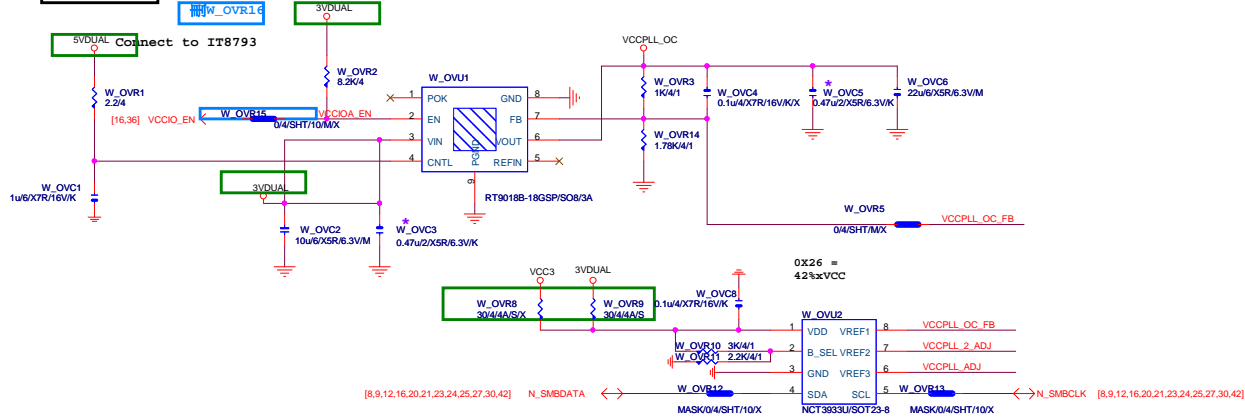 刪W_OVR16
3VDUAL
5VDUAL
Connect to IT8793
W_OVR1
2.2/4
W_OVR2
8.2K/4
[16,36] VCCIO_EN
W_OVR15
0/4/SHT/10/M/X
VCCIOA_EN
W_OVC1
1u/6/X7R/16V/K
W_OVU1
1 POK
2 EN
3 VIN
4 CNTL
GND 8
FB 7
VOUT 6
REFIN 5
PGND
9
RT9018B-18GSP/SO8/3A
3VDUAL
W_OVC2
10u/6/X5R/6.3V/M
*
W_OVC3
0.47u/2/X5R/6.3V/K
VCCPLL_OC
W_OVR3
1K/4/1
W_OVC4
0.1u/4/X7R/16V/K/X
*
W_OVC5
0.47u/2/X5R/6.3V/K
W_OVC6
22u/6/X5R/6.3V/M
W_OVR14
1.78K/4/1
W_OVR5
0/4/SHT/M/X
VCCPLL_OC_FB
0X26 =
42%xVCC
VCC3
3VDUAL
W_OVR8
30/4/4A/S/X
W_OVR9
30/4/4A/S
W_OVC8
0.1u/4/X7R/16V/K
W_OVR10 3K/4/1
W_OVR11 2.2K/4/1
W_OVU2
1 VDD
2 B_SEL
3 GND
4 SDA
VREF1 8
VREF2 7
VREF3 6
SCL 5
NCT3933U/SOT23-8
VCCPLL_OC_FB
VCCPLL_2_ADJ
VCCPLL_ADJ
[8,9,12,16,20,21,23,24,25,27,30,42] N_SMBDATA
W_OVR12
MASK/0/4/SHT/10/X
W_OVR13
MASK/0/4/SHT/10/X
N_SMBCLK [8,9,12,16,20,21,23,24,25,27,30,42]